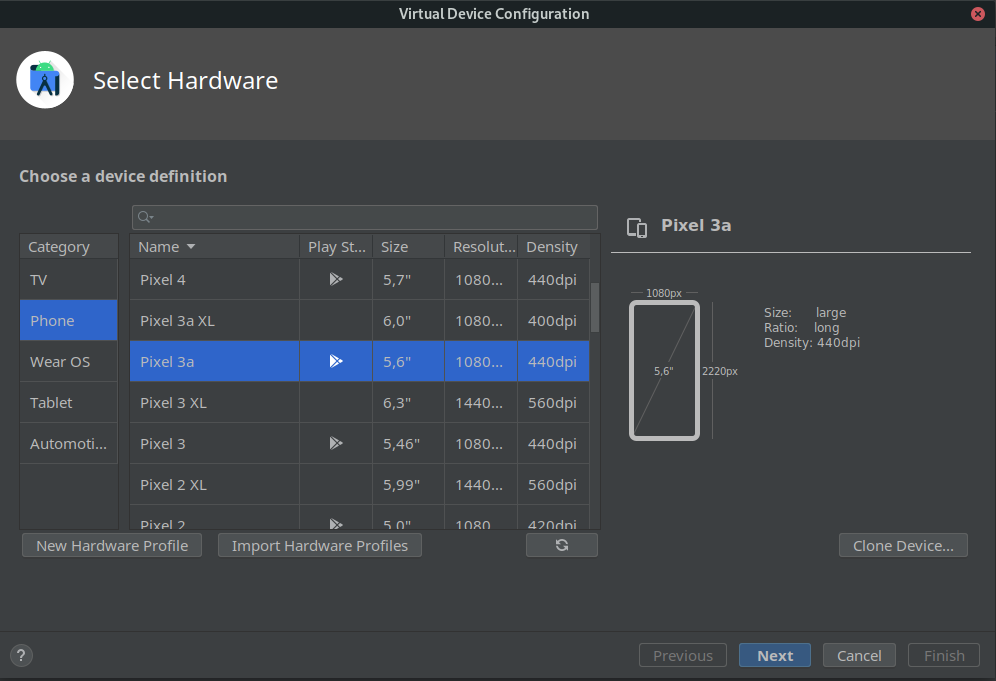 Virtual Device Configuration
Select Hardware
Choose a device definition
Category
TV
Phone
Wear OS
Tablet
Automoti...
Name Play St... Size Resolut... Density
Pixel 4 5,7" 1080... 440dpi
Pixel 3a XL 6,0" 1080... 400dpi
Pixel 3a 5,6" 1080... 440dpi
Pixel 3 XL 6,3" 1440... 560dpi
Pixel 3 5,46" 1080... 440dpi
Pixel 2 XL 5,99" 1440... 560dpi
Pixel 2 5,0" 1080... 420dpi
New Hardware Profile Import Hardware Profiles
Pixel 3a
1080px
5,6"
2220px
Size: large
Ratio: long
Density: 440dpi
Clone Device...
?
Previous Next Cancel Finish